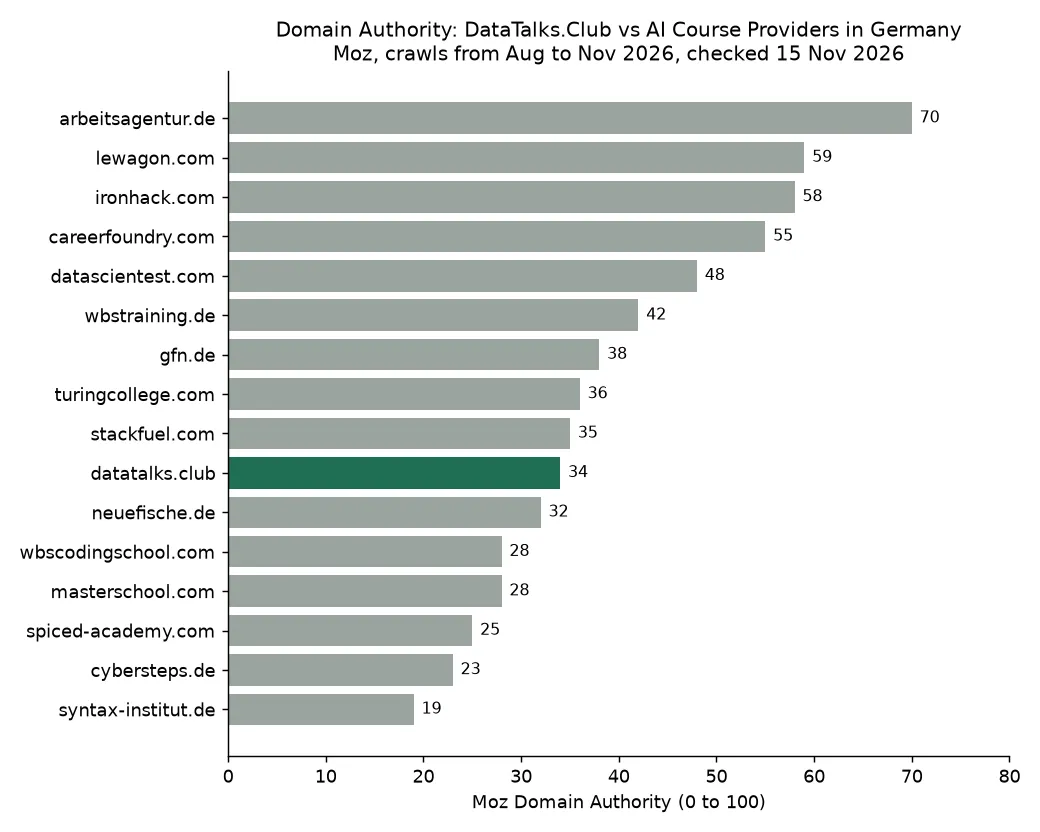 Domain Authority: DataTalks.Club vs AI Course Providers in Germany
Moz, crawls from Aug to Nov 2026, checked 15 Nov 2026
arbeitsagentur.de 70
lewagon.com 59
ironhack.com 58
careerfoundry.com 55
datascientest.com 48
wbstraining.de 42
gfn.de 38
turingcollege.com 36
stackfuel.com 35
datatalks.club 34
neuefische.de 32
wbscodingschool.com 28
masterschool.com 28
spiced-academy.com 25
cybersteps.de 23
syntax-institut.de 19
0 10 20 30 40 50 60 70 80
Moz Domain Authority (0 to 100)